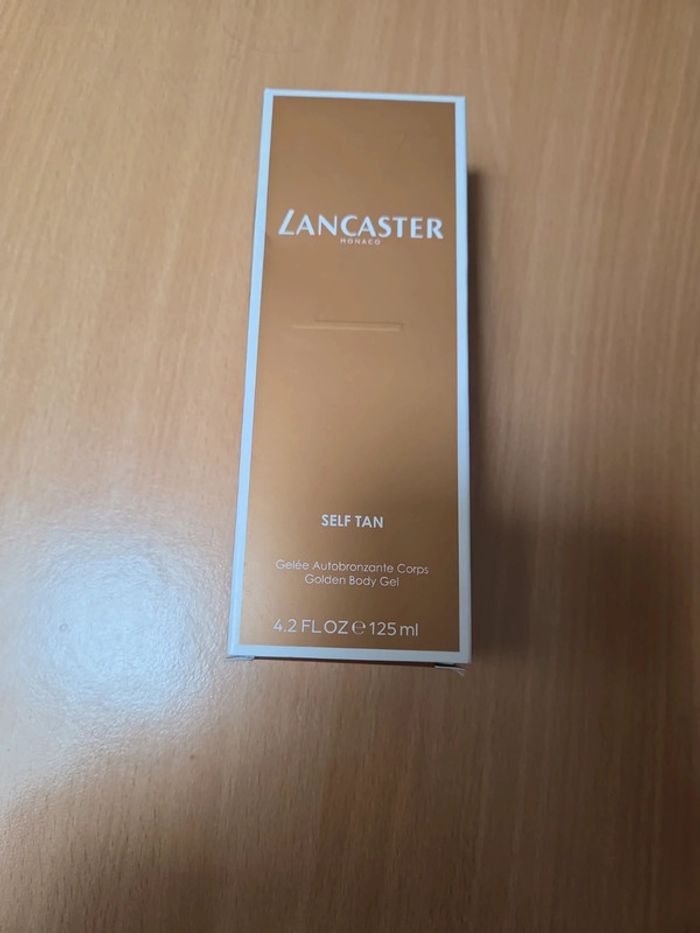 LANCASTER
MONACO
SELF TAN
Gelée Autobronzante Corps
Golden Body Gel
4.2 FL OZ ℮ 125 ml